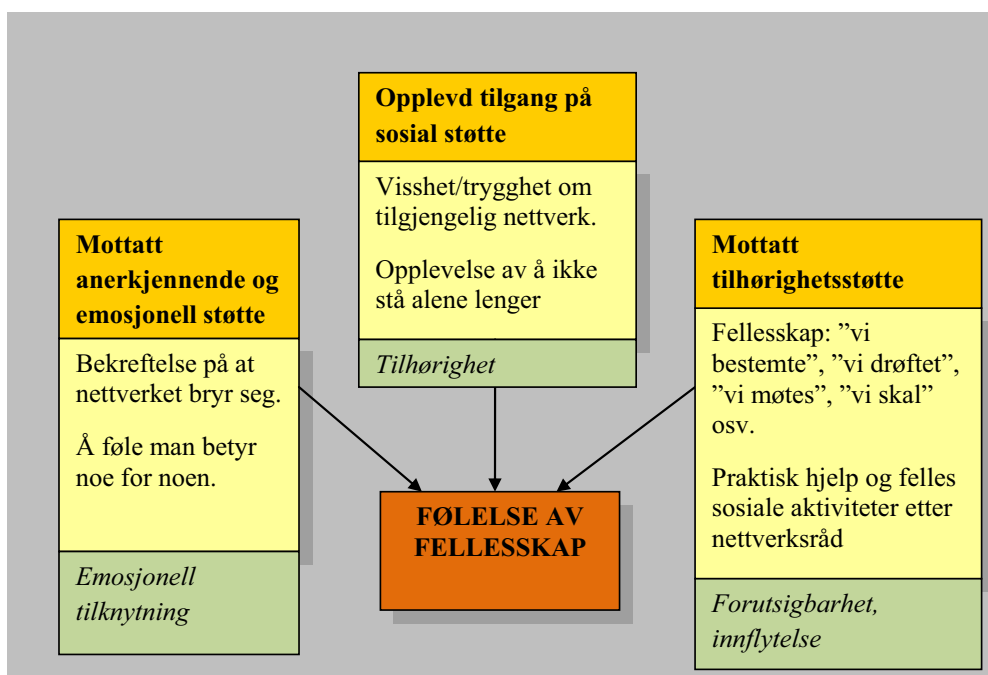 Opplevd tilgang på
sosial støtte
Visshet/trygghet om
tilgjengelig nettverk.
Opplevelse av å ikke
stå alene lenger
Tilhørighet
Mottatt
anerkjennende og
emosjonell støtte
Bekreftelse på at
nettverket bryr seg.
Å føle man betyr
noe for noen.
Emosjonell
tilknytning
Mottatt
tilhørighetsstøtte
Fellesskap: ”vi
bestemte”, ”vi drøftet”,
”vi møtes”, ”vi skal”
osv.
Praktisk hjelp og felles
sosiale aktiviteter etter
nettverksråd
Forutsigbarhet,
innflytelse
FØLELSE AV
FELLESSKAP